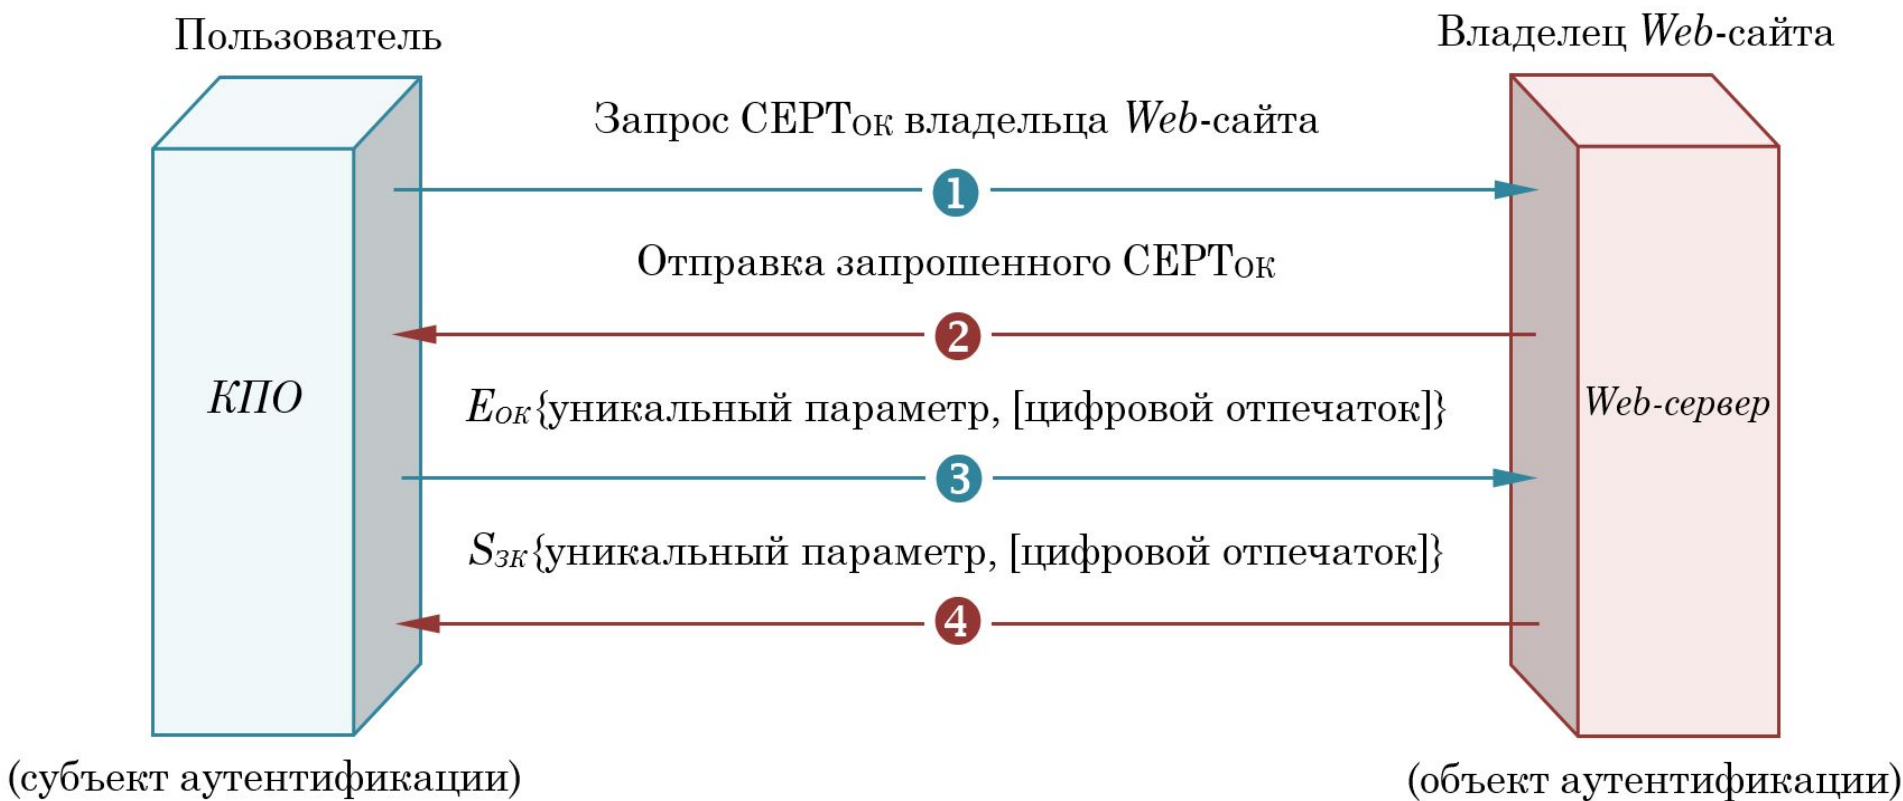 Пользователь
Владелец Web-сайта
Запрос СЕРТОК владельца Web-сайта
1
Отправка запрошенного СЕРТОК
2
КПО
EОК{уникальный параметр, [цифровой отпечаток]}
Web-сервер
3
SЗК{уникальный параметр, [цифровой отпечаток]}
4
(субъект аутентификации)
(объект аутентификации)